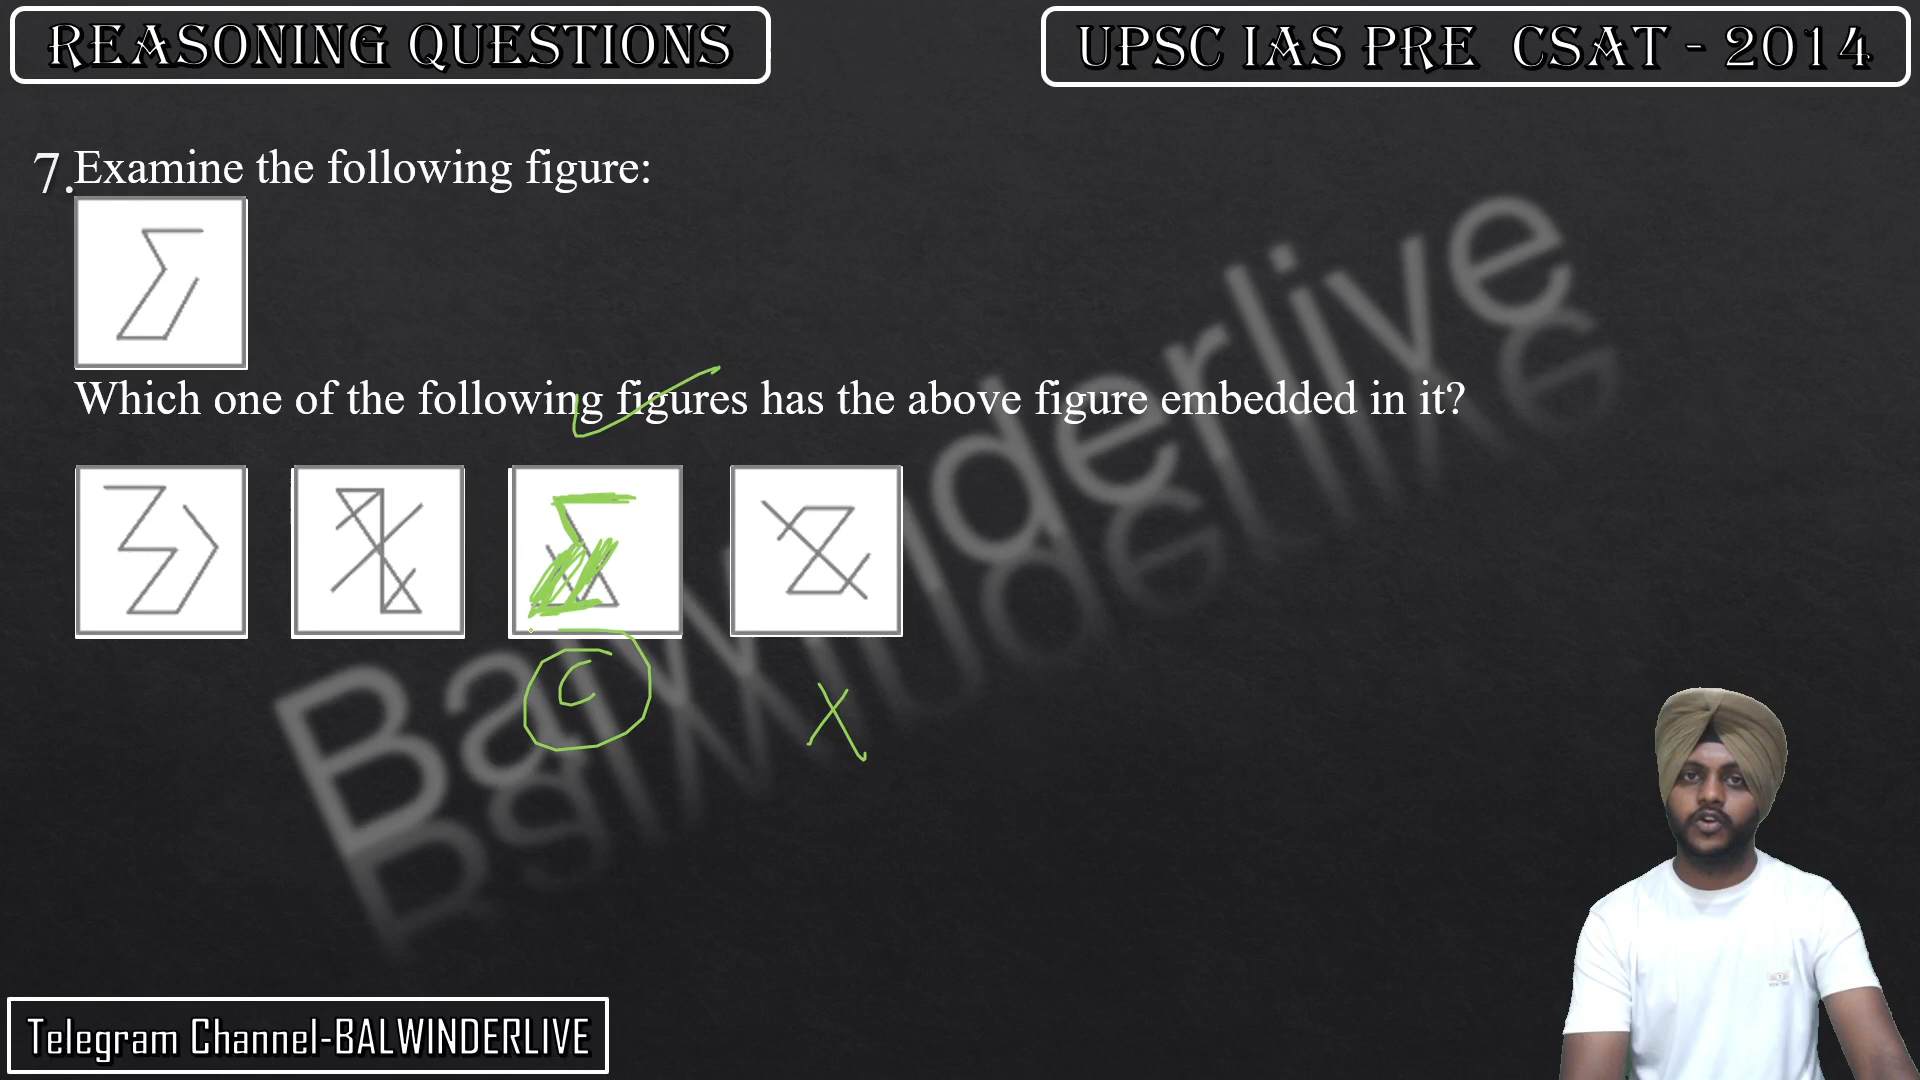 REASONING QUESTIONS
UPSC IAS PRE CSAT - 2014
7. Examine the following figure:
Which one of the following figures has the above figure embedded in it?
C
X
Balwinderlive
Telegram Channel-BALWINDERLIVE